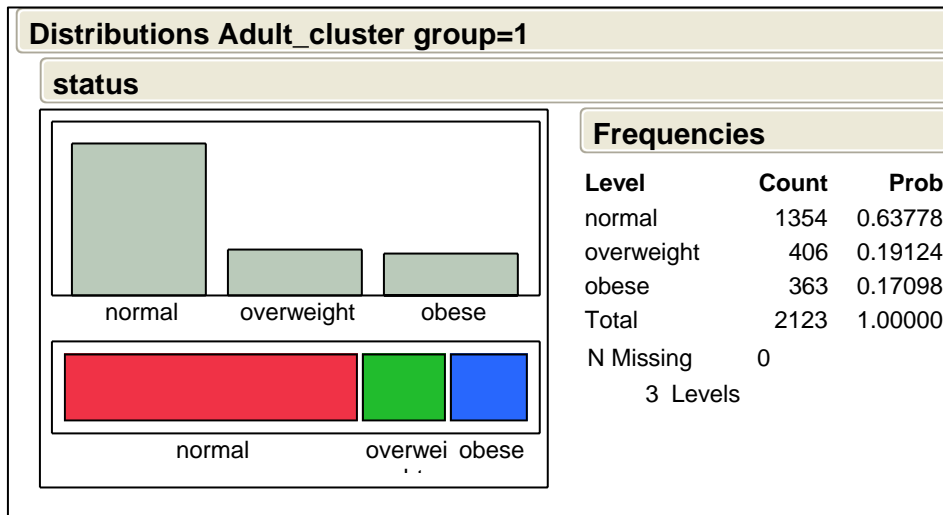 Distributions Adult_cluster group=1
status
normal overweight obese
normal overwei obese
Frequencies
Level Count Prob
normal 1354 0.63778
overweight 406 0.19124
obese 363 0.17098
Total 2123 1.00000
N Missing 0
3 Levels